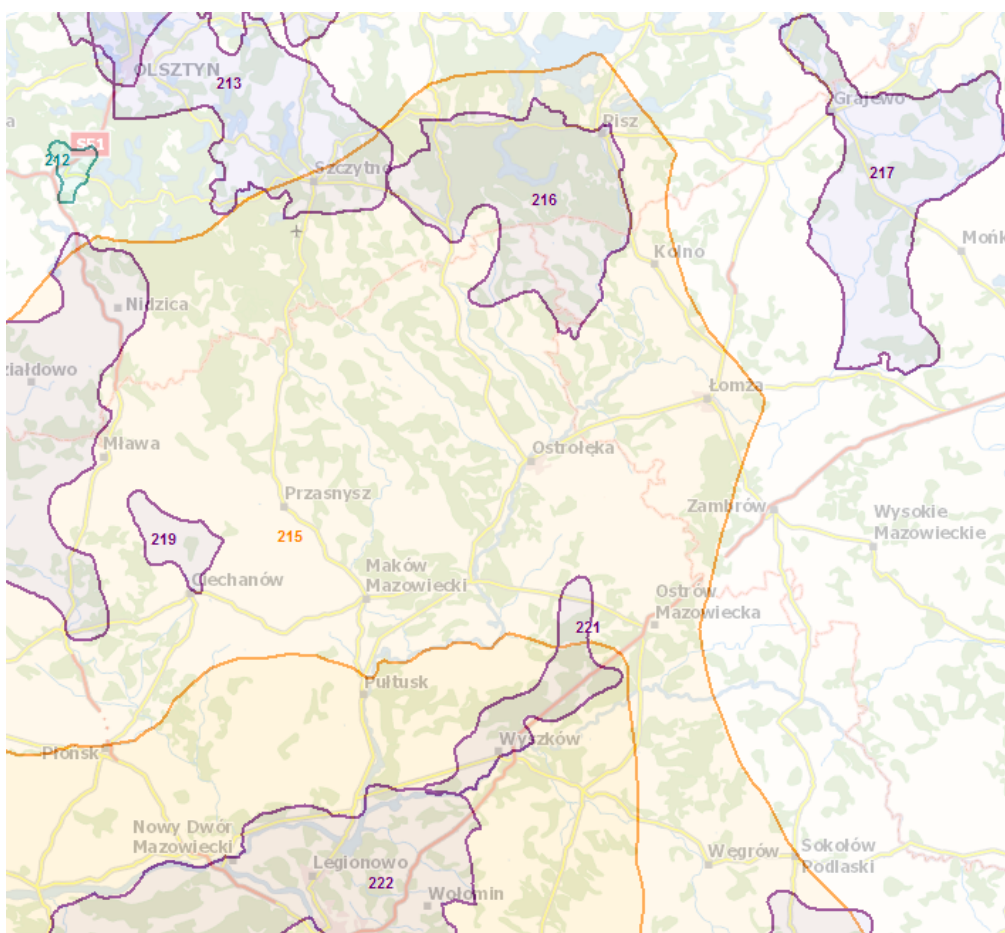 OLSZTYN
213
Grajewo
a
S51
Pisz
212
Szczytno
217
216
Mońk
Kolno
Nidzica
ziałdowo
Łomża
Mława
Ostrołęka
Przasnysz
Zambrów
Wysokie
Mazowieckie
219
215
Maków
Mazowiecki
Ciechanów
Ostrów
Mazowiecka
221
Pułtusk
Wyszków
Płońsk
Nowy Dwór
Mazowiecki
Sokołów
Podlaski
Węgrów
Legionowo
222
Wołomin